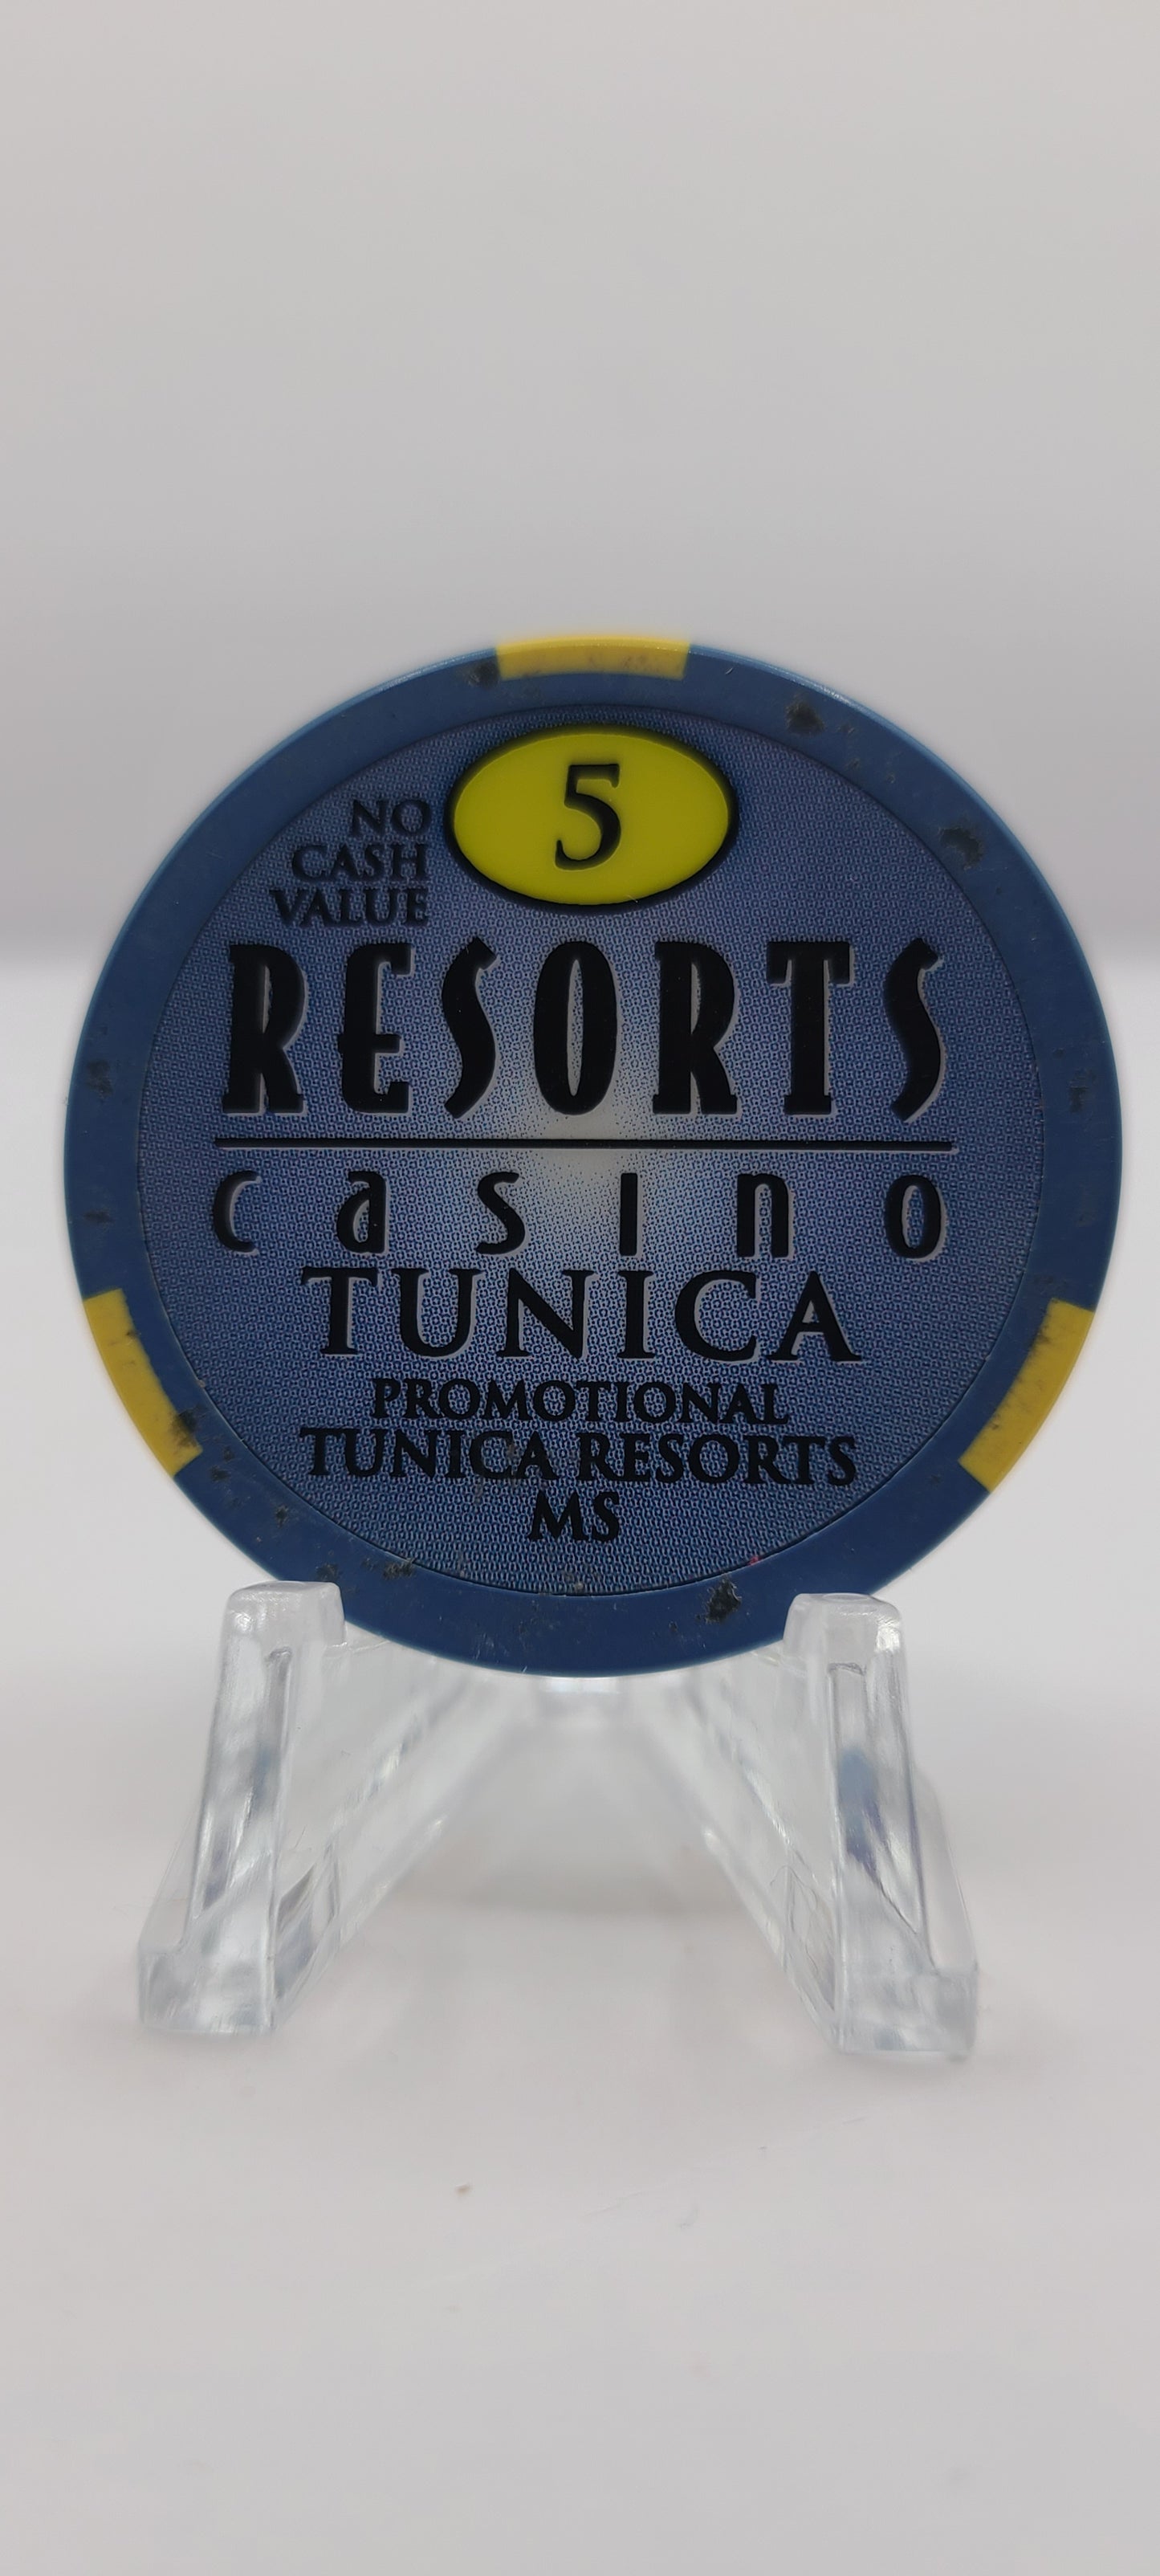 5
NO
CASH
VALUE
RESORTS
casino
TUNICA
PROMOTIONAL
TUNICA RESORTS
MS